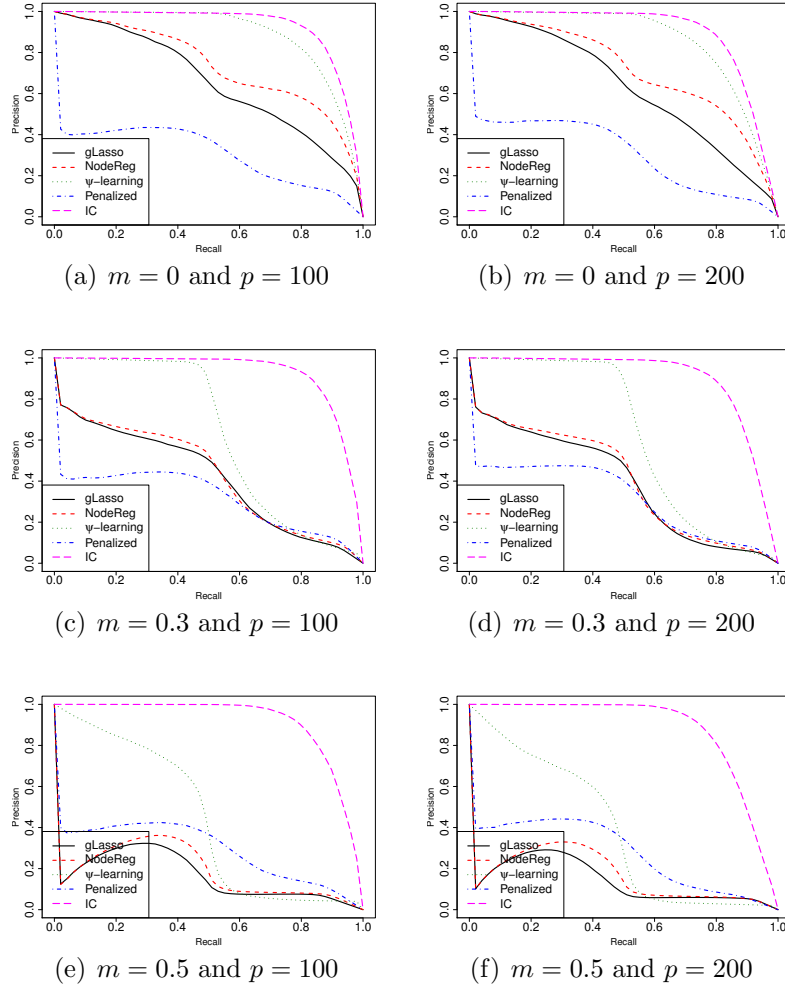 1.0
0.8
0.6
0.4
0.2
0.0
Precision
gLasso
NodeReg
ψ−learning
Penalized
IC
0.0 0.2 0.4 0.6 0.8 1.0
Recall
(a) m = 0 and p = 100
1.0
0.8
0.6
0.4
0.2
0.0
Precision
gLasso
NodeReg
ψ−learning
Penalized
IC
0.0 0.2 0.4 0.6 0.8 1.0
Recall
(b) m = 0 and p = 200
1.0
0.8
0.6
0.4
0.2
0.0
Precision
gLasso
NodeReg
ψ−learning
Penalized
IC
0.0 0.2 0.4 0.6 0.8 1.0
Recall
(c) m = 0.3 and p = 100
1.0
0.8
0.6
0.4
0.2
0.0
Precision
gLasso
NodeReg
ψ−learning
Penalized
IC
0.0 0.2 0.4 0.6 0.8 1.0
Recall
(d) m = 0.3 and p = 200
1.0
0.8
0.6
0.4
0.2
0.0
Precision
gLasso
NodeReg
ψ−learning
Penalized
IC
0.0 0.2 0.4 0.6 0.8 1.0
Recall
(e) m = 0.5 and p = 100
1.0
0.8
0.6
0.4
0.2
0.0
Precision
gLasso
NodeReg
ψ−learning
Penalized
IC
0.0 0.2 0.4 0.6 0.8 1.0
Recall
(f) m = 0.5 and p = 200